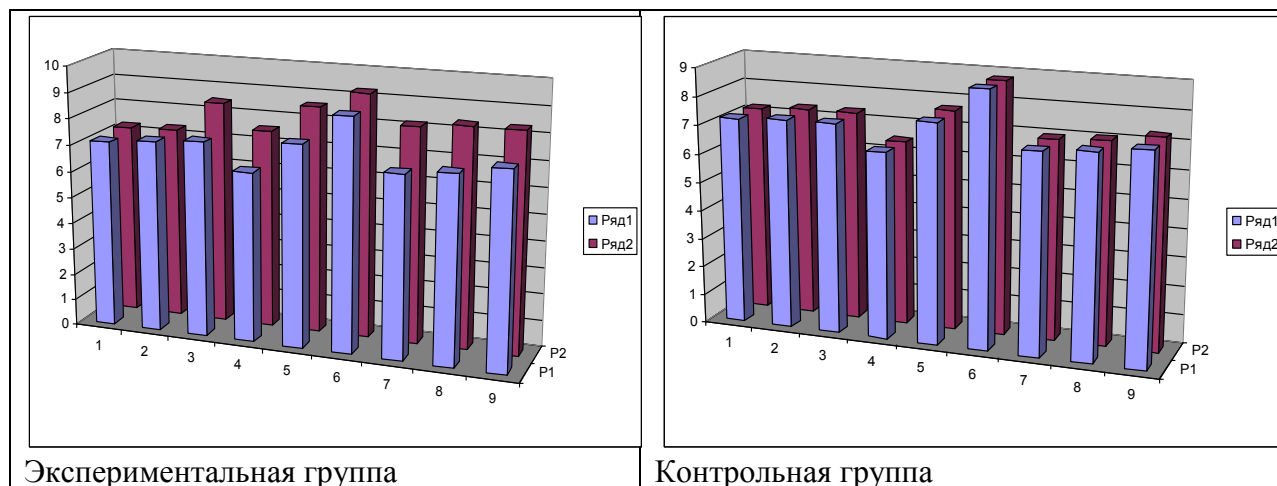 10
9
8
7
6
5
4
3
2
1
0
1 2 3 4 5 6 7 8 9
P1
P2
Ряд1
Ряд2
Экспериментальная группа
9
8
7
6
5
4
3
2
1
0
1 2 3 4 5 6 7 8 9
P1
P2
Ряд1
Ряд2
Контрольная группа